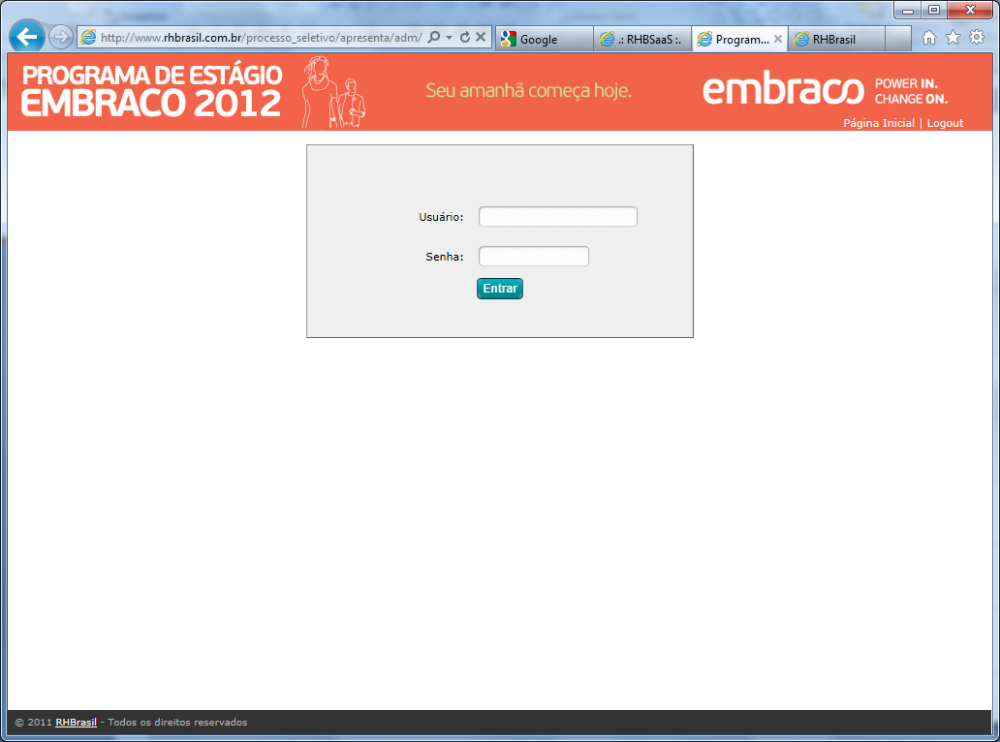 http://www.rhbrasil.com.br/processo_seletivo/apresenta/adm/
Google
.: RHBSaaS :.
Program...
RHBrasil
PROGRAMA DE ESTÁGIO
EMBRACO 2012
Seu amanhã começa hoje.
embraco
POWER IN.
CHANGE ON.
Página Inicial | Logout
Usuário:
Senha:
Entrar
© 2011 RHBrasil - Todos os direitos reservados